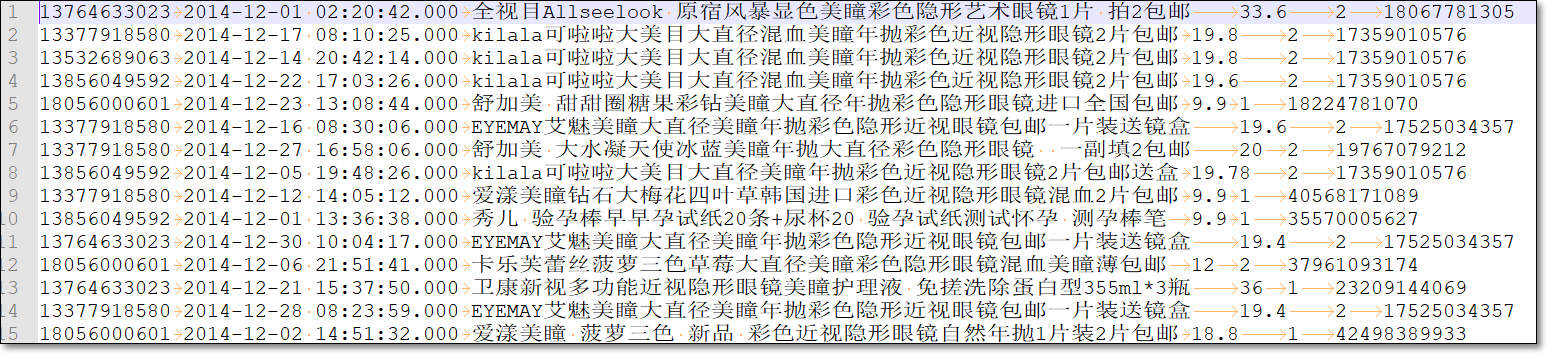 1 13764633023 2014-12-01 02:20:42.000 全视目Allseelook 原宿风暴显色美瞳彩色隐形艺术眼镜1片 拍2包邮 33.6 2 18067781305
2 13377918580 2014-12-17 08:10:25.000 kilala可啦啦大美目大直径混血美瞳年抛彩色近视隐形眼镜2片包邮 19.8 2 17359010576
3 13532689063 2014-12-14 20:42:14.000 kilala可啦啦大美目大直径混血美瞳年抛彩色近视隐形眼镜2片包邮 19.8 2 17359010576
4 13856049592 2014-12-22 17:03:26.000 kilala可啦啦大美目大直径混血美瞳年抛彩色近视隐形眼镜2片包邮 19.6 2 17359010576
5 18056000601 2014-12-23 13:08:44.000 舒加美 甜甜圈糖果彩钻美瞳大直径年抛彩色隐形眼镜进口全国包邮 9.9 1 18224781070
6 13377918580 2014-12-16 08:30:06.000 EYEMAY艾魅美瞳大直径美瞳年抛彩色隐形近视眼镜包邮一片装送镜盒 19.6 2 17525034357
7 13377918580 2014-12-27 16:58:06.000 舒加美 大水凝天使冰蓝美瞳年抛大直径彩色隐形眼镜  一副填2包邮 20 2 19767079212
8 13856049592 2014-12-05 19:48:26.000 kilala可啦啦大美目大直径美瞳年抛彩色近视隐形眼镜2片包邮送盒 19.78 2 17359010576
9 13377918580 2014-12-12 14:05:12.000 爱漾美瞳钻石大梅花四叶草韩国进口彩色近视隐形眼镜混血2片包邮 9.9 1 40568171089
10 13856049592 2014-12-01 13:36:38.000 秀儿 验孕棒早早孕试纸20条+尿杯20 验孕试纸测试怀孕 测孕棒笔 9.9 1 35570005627
11 13764633023 2014-12-30 10:04:17.000 EYEMAY艾魅美瞳大直径美瞳年抛彩色隐形近视眼镜包邮一片装送镜盒 19.4 2 17525034357
12 18056000601 2014-12-06 21:51:41.000 卡乐芙蕾丝菠萝三色草莓大直径美瞳彩色隐形眼镜混血美瞳薄包邮 12 2 37961093174
13 13764633023 2014-12-21 15:37:50.000 卫康新视多功能近视隐形眼镜美瞳护理液 免搓洗除蛋白型355ml*3瓶 36 1 23209144069
14 13377918580 2014-12-28 08:23:59.000 EYEMAY艾魅美瞳大直径美瞳年抛彩色隐形近视眼镜包邮一片装送镜盒 19.4 2 17525034357
15 18056000601 2014-12-02 14:51:32.000 爱漾美瞳 菠萝三色 新品 彩色近视隐形眼镜自然年抛1片装2片包邮 18.8 1 42498389933